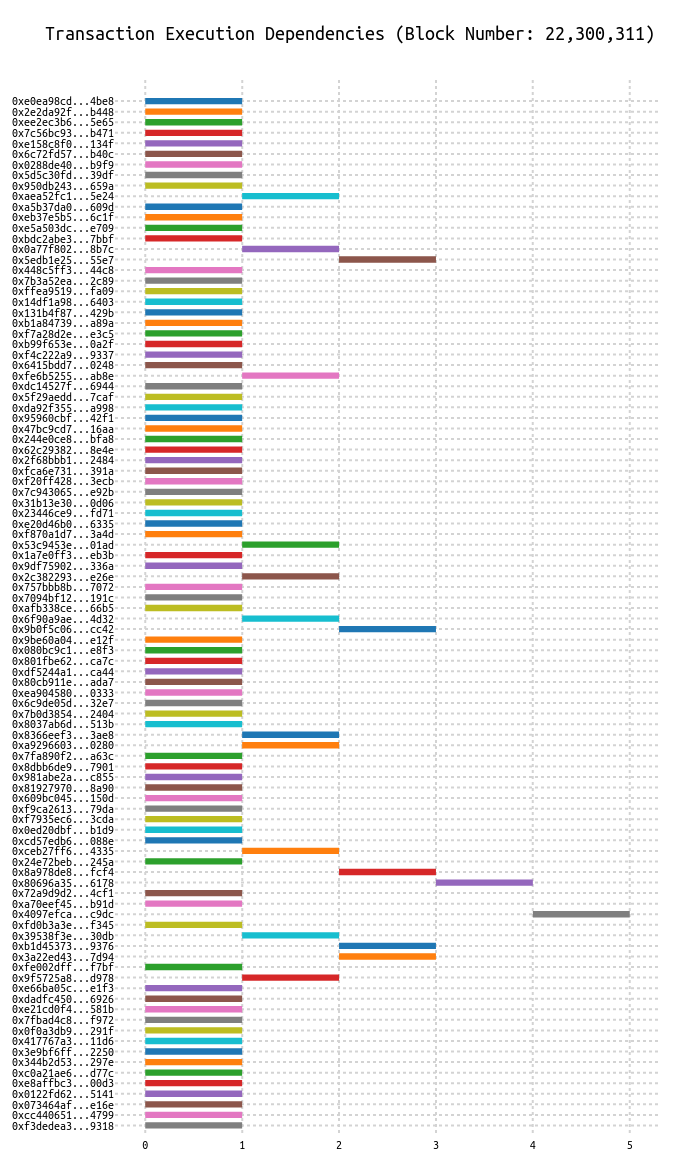 Transaction Execution Dependencies (Block Number: 22,300,311)
0xe0ea98cd...4be8
0x2e2da92f...b448
0xee2ec3b6...5e65
0x7c56bc93...b471
0xe158c8f0...134f
0x6c72fd57...b40c
0x0288de40...b9f9
0x5d5c30fd...39df
0x950db243...659a
0xaea52fc1...5e24
0xa5b37da0...609d
0xeb37e5b5...6c1f
0xe5a503dc...e709
0xbdc2abe3...7bbf
0x0a77f802...8b7c
0x5edb1e25...55e7
0x448c5ff3...44c8
0x7b3a52ea...2c89
0xffea9519...fa09
0x14df1a98...6403
0x131b4f87...429b
0xb1a84739...a89a
0xf7a28d2e...e3c5
0xb99f653e...0a2f
0xf4c222a9...9337
0x6415bdd7...0248
0xfe6b5255...ab8e
0xdc14527f...6944
0x5f29aedd...7caf
0xda92f355...a998
0x95960cbf...42f1
0x47bc9cd7...16aa
0x244e0ce8...bfa8
0x62c29382...8e4e
0x2f68bbb1...2484
0xfca6e731...391a
0xf20ff428...3ecb
0x7c943065...e92b
0x31b13e30...0d06
0x23446ce9...fd71
0xe20d46b0...6335
0xf870a1d7...3a4d
0x53c9453e...01ad
0x1a7e0ff3...eb3b
0x9df75902...336a
0x2c382293...e26e
0x757bbb8b...7072
0x7094bf12...191c
0xafb338ce...66b5
0x6f90a9ae...4d32
0x9b0f5c06...cc42
0x9be60a04...e12f
0x080bc9c1...e8f3
0x801fbe62...ca7c
0xdf5244a1...ca44
0x80cb911e...ada7
0xea904580...0333
0x6c9de05d...32e7
0x7b0d3854...2404
0x8037ab6d...513b
0x8366eef3...3ae8
0xa9296603...0280
0x7fa890f2...a63c
0x8dbb6de9...7901
0x981abe2a...c855
0x81927970...8a90
0x609bc045...150d
0xf9ca2613...79da
0xf7935ec6...3cda
0x0ed20dbf...b1d9
0xcd57edb6...088e
0xceb27ff6...4335
0x24e72beb...245a
0x8a978de8...fcf4
0x80696a35...6178
0x72a9d9d2...4cf1
0xa70eef45...b91d
0x4097efca...c9dc
0xfd0b3a3e...f345
0x39538f3e...30db
0xb1d45373...9376
0x3a22ed43...7d94
0xfe002dff...f7bf
0x9f5725a8...d978
0xe66ba05c...e1f3
0xdadfc450...6926
0xe21cd0f4...581b
0x7fbad4c8...f972
0x0f0a3db9...291f
0x417767a3...11d6
0x3e9bf6ff...2250
0x344b2d53...297e
0xc0a21ae6...d77c
0xe8affbc3...00d3
0x0122fd62...5141
0x073464af...e16e
0xcc440651...4799
0xf3dedea3...9318
0 1 2 3 4 5